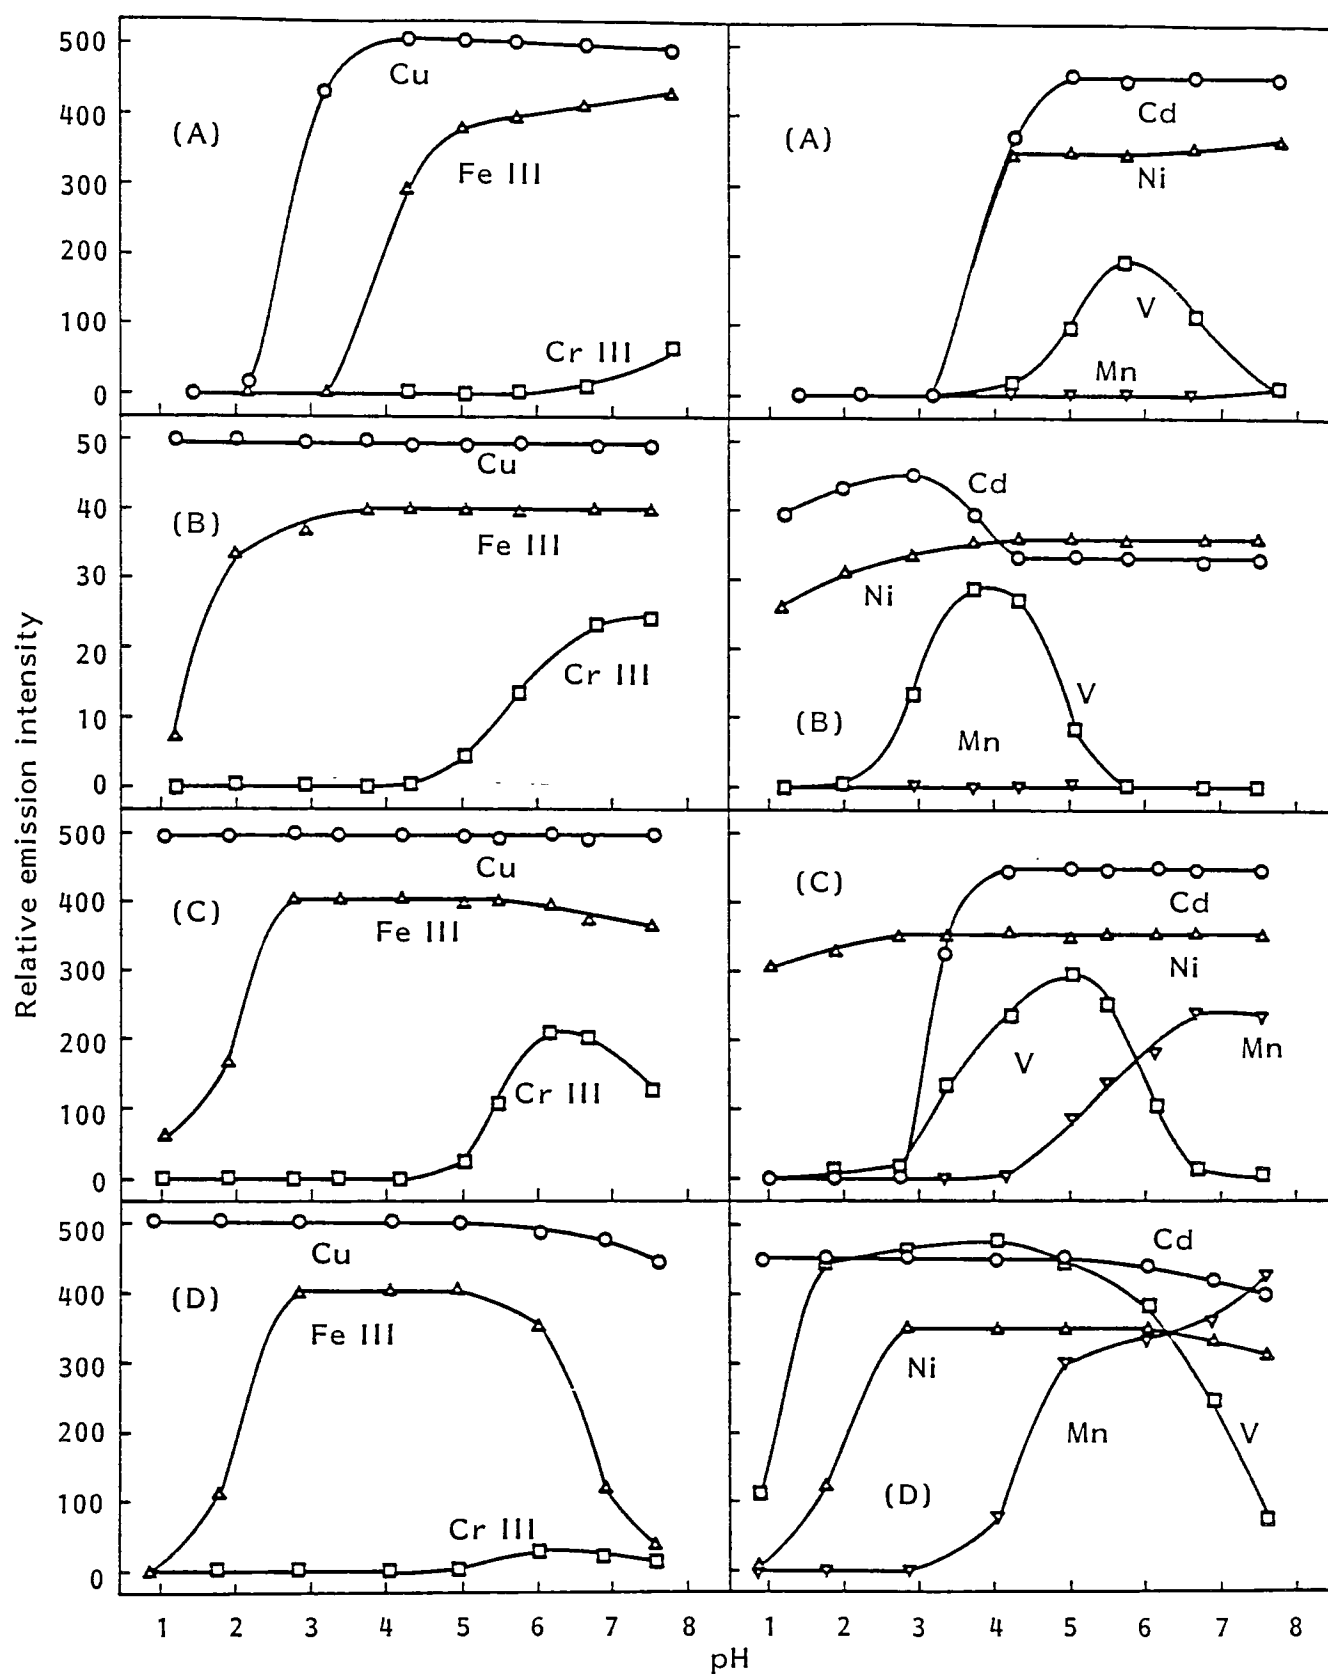 500
400
300
200
100
0
(A)
Cu
Fe III
Cr III
(A)
Cd
Ni
V
Mn
50
40
30
20
10
0
(B)
Cu
Fe III
Cr III
(B)
Cd
Ni
V
Mn
500
400
300
200
100
0
(C)
Cu
Fe III
Cr III
(C)
Cd
Ni
V
Mn
500
400
300
200
100
0
(D)
Cu
Fe III
Cr III
(D)
Cd
Ni
Mn
V
1 2 3 4 5 6 7 8
1 2 3 4 5 6 7 8
pH
Relative emission intensity